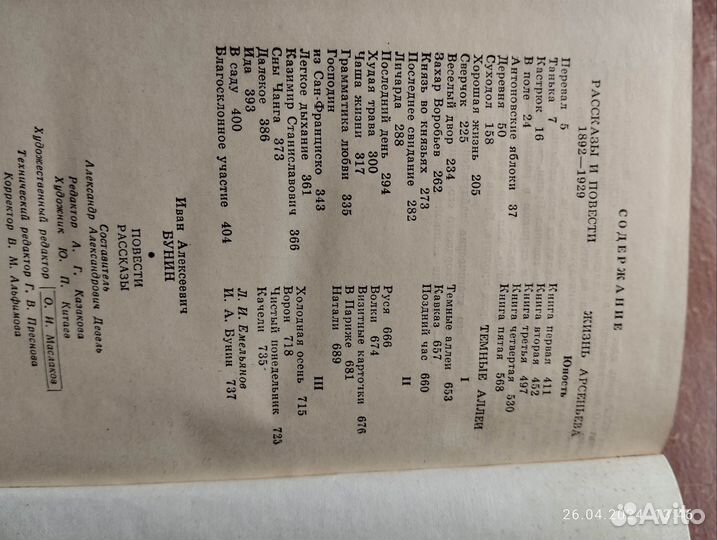 СОДЕРЖАНИЕ
РАССКАЗЫ И ПОВЕСТИ
1892—1929
Перевал 5
Танька 7
Кастрюк 16
В поле 24
Антоновские яблоки 37
Деревня 50
Суходол 158
Хорошая жизнь 205
Сверчок 225
Веселый двор 234
Захар Воробьев 262
Князь во князьях 273
Последнее свидание 282
Личарда 288
Последний день 294
Худая трава 300
Чаша жизни 317
Грамматика любви 335
Господин
из Сан-Франциско 343
Легкое дыхание 361
Казимир Станиславович 366
Сны Чанга 373
Далекое 386
Ида 393
В саду 400
Благосклонное участие 404
ЖИЗНЬ АРСЕНЬЕВА
Юность
Книга первая 411
Книга вторая 452
Книга третья 497
Книга четвертая 530
Книга пятая 568
ТЕМНЫЕ АЛЛЕИ
I
Темные аллеи 653
Кавказ 657
Поздний час 660
II
Руся 666
Волки 674
Визитные карточки 676
В Париже 681
Натали 689
III
Холодная осень 715
Ворон 718
Чистый понедельник 723
Качели 735
Л. И. Емельянов
И. А. Бунин 737
Иван Алексеевич
БУНИН
•
ПОВЕСТИ
РАССКАЗЫ
Составитель
Александр Александрович Девель
Редактор А. Г. Казакова
Художник Ю. П. Китаев
Художественный редактор О. И. Маслаков
Технический редактор Г. В. Преснова
Корректор В. М. Алфимова
26.04.2024 13:46
Avito